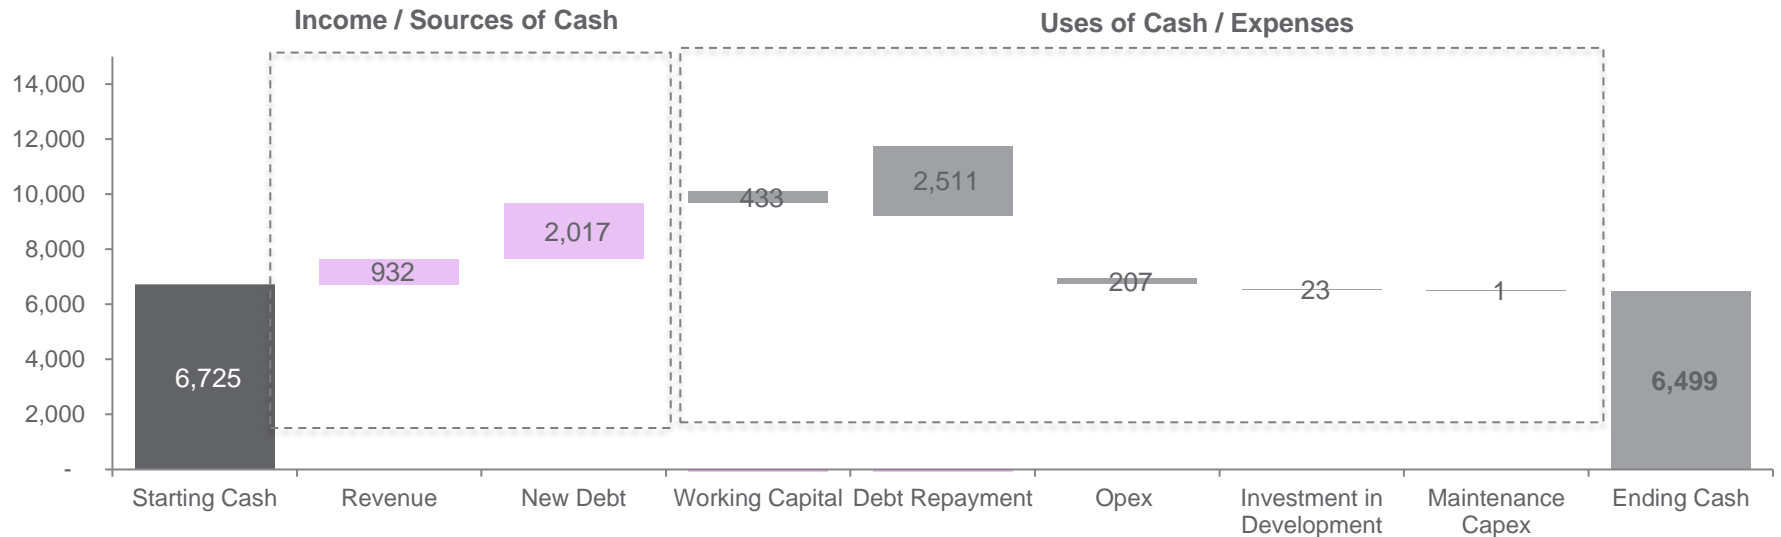 Income / Sources of Cash
Uses of Cash / Expenses
14,000
12,000
10,000
8,000
6,000
4,000
2,000
-
6,725
932
2,017
433
2,511
207
23
1
6,499
Starting Cash
Revenue
New Debt
Working Capital
Debt Repayment
Opex
Investment in
Development
Maintenance
Capex
Ending Cash